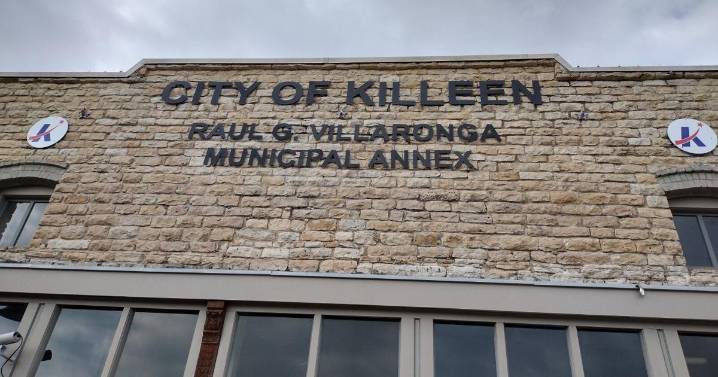 CITY OF KILLEEN
RAUL G. VILLARONGA
MUNICIPAL ANNEX
K
K